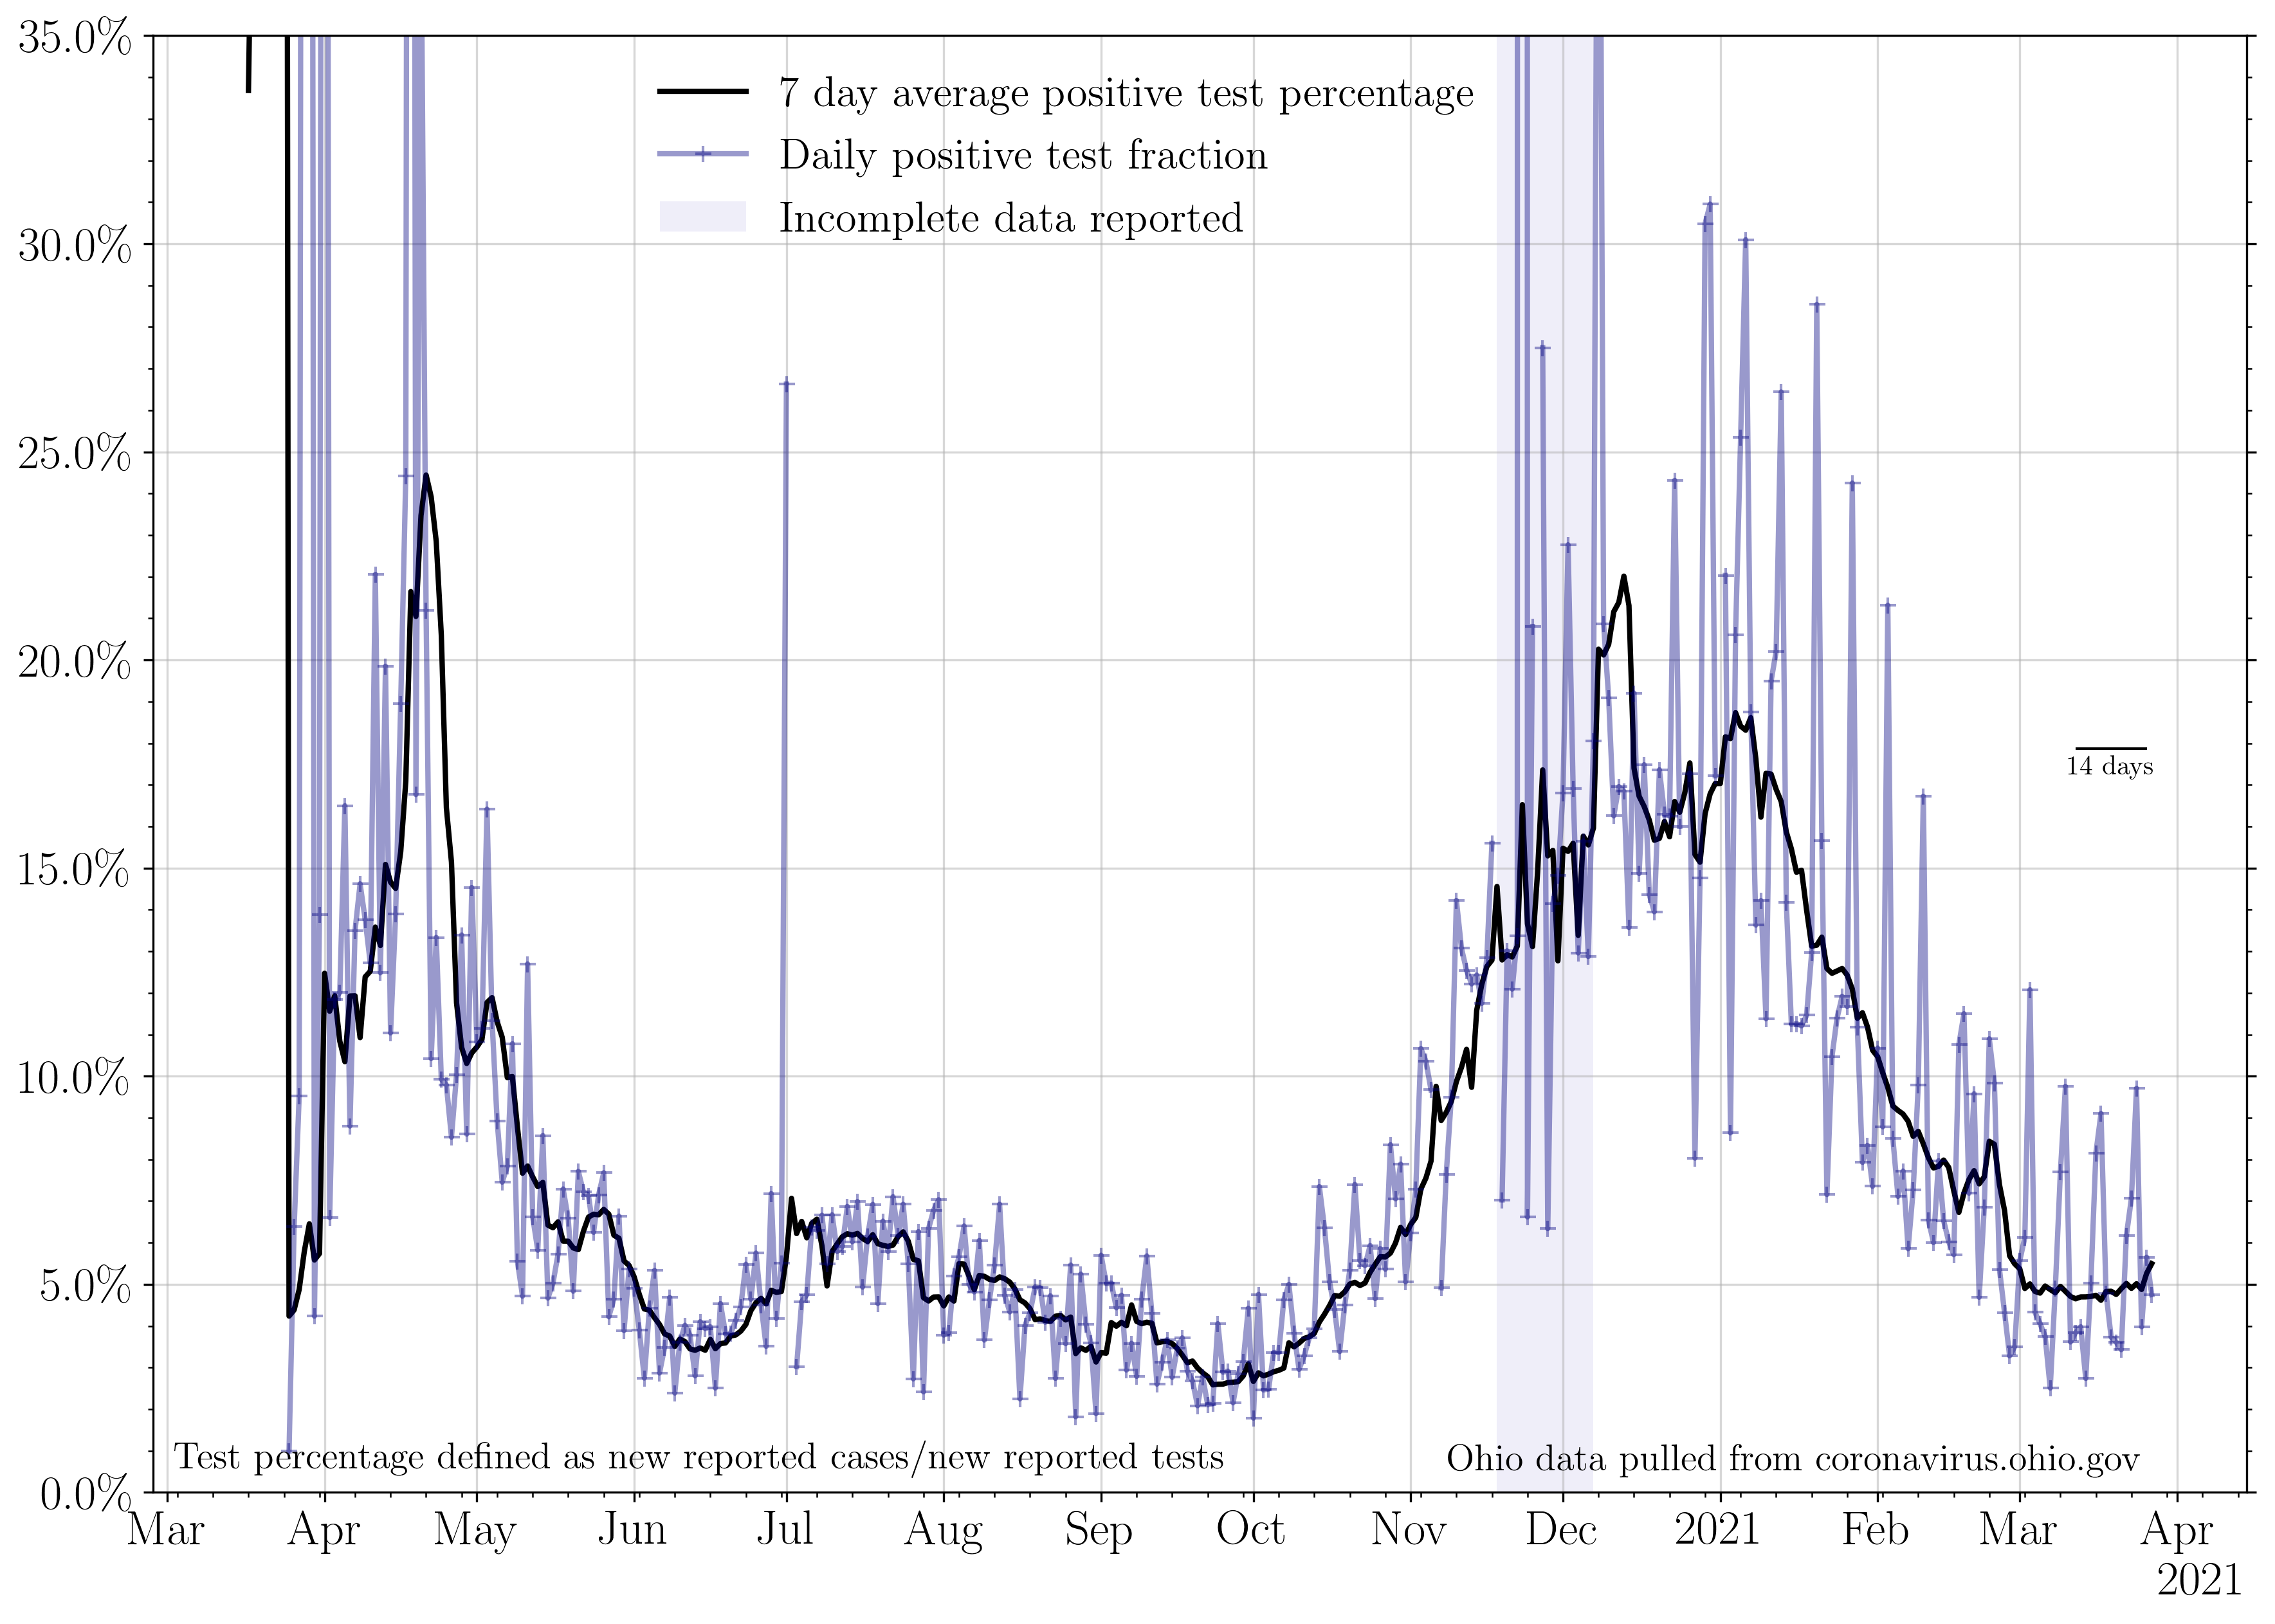 35.0%
30.0%
25.0%
20.0%
15.0%
10.0%
5.0%
0.0%
7 day average positive test percentage
Daily positive test fraction
Incomplete data reported
14 days
Test percentage defined as new reported cases/new reported tests
Ohio data pulled from coronavirus.ohio.gov
Mar Apr May Jun Jul Aug Sep Oct Nov Dec 2021 Feb Mar Apr
2021